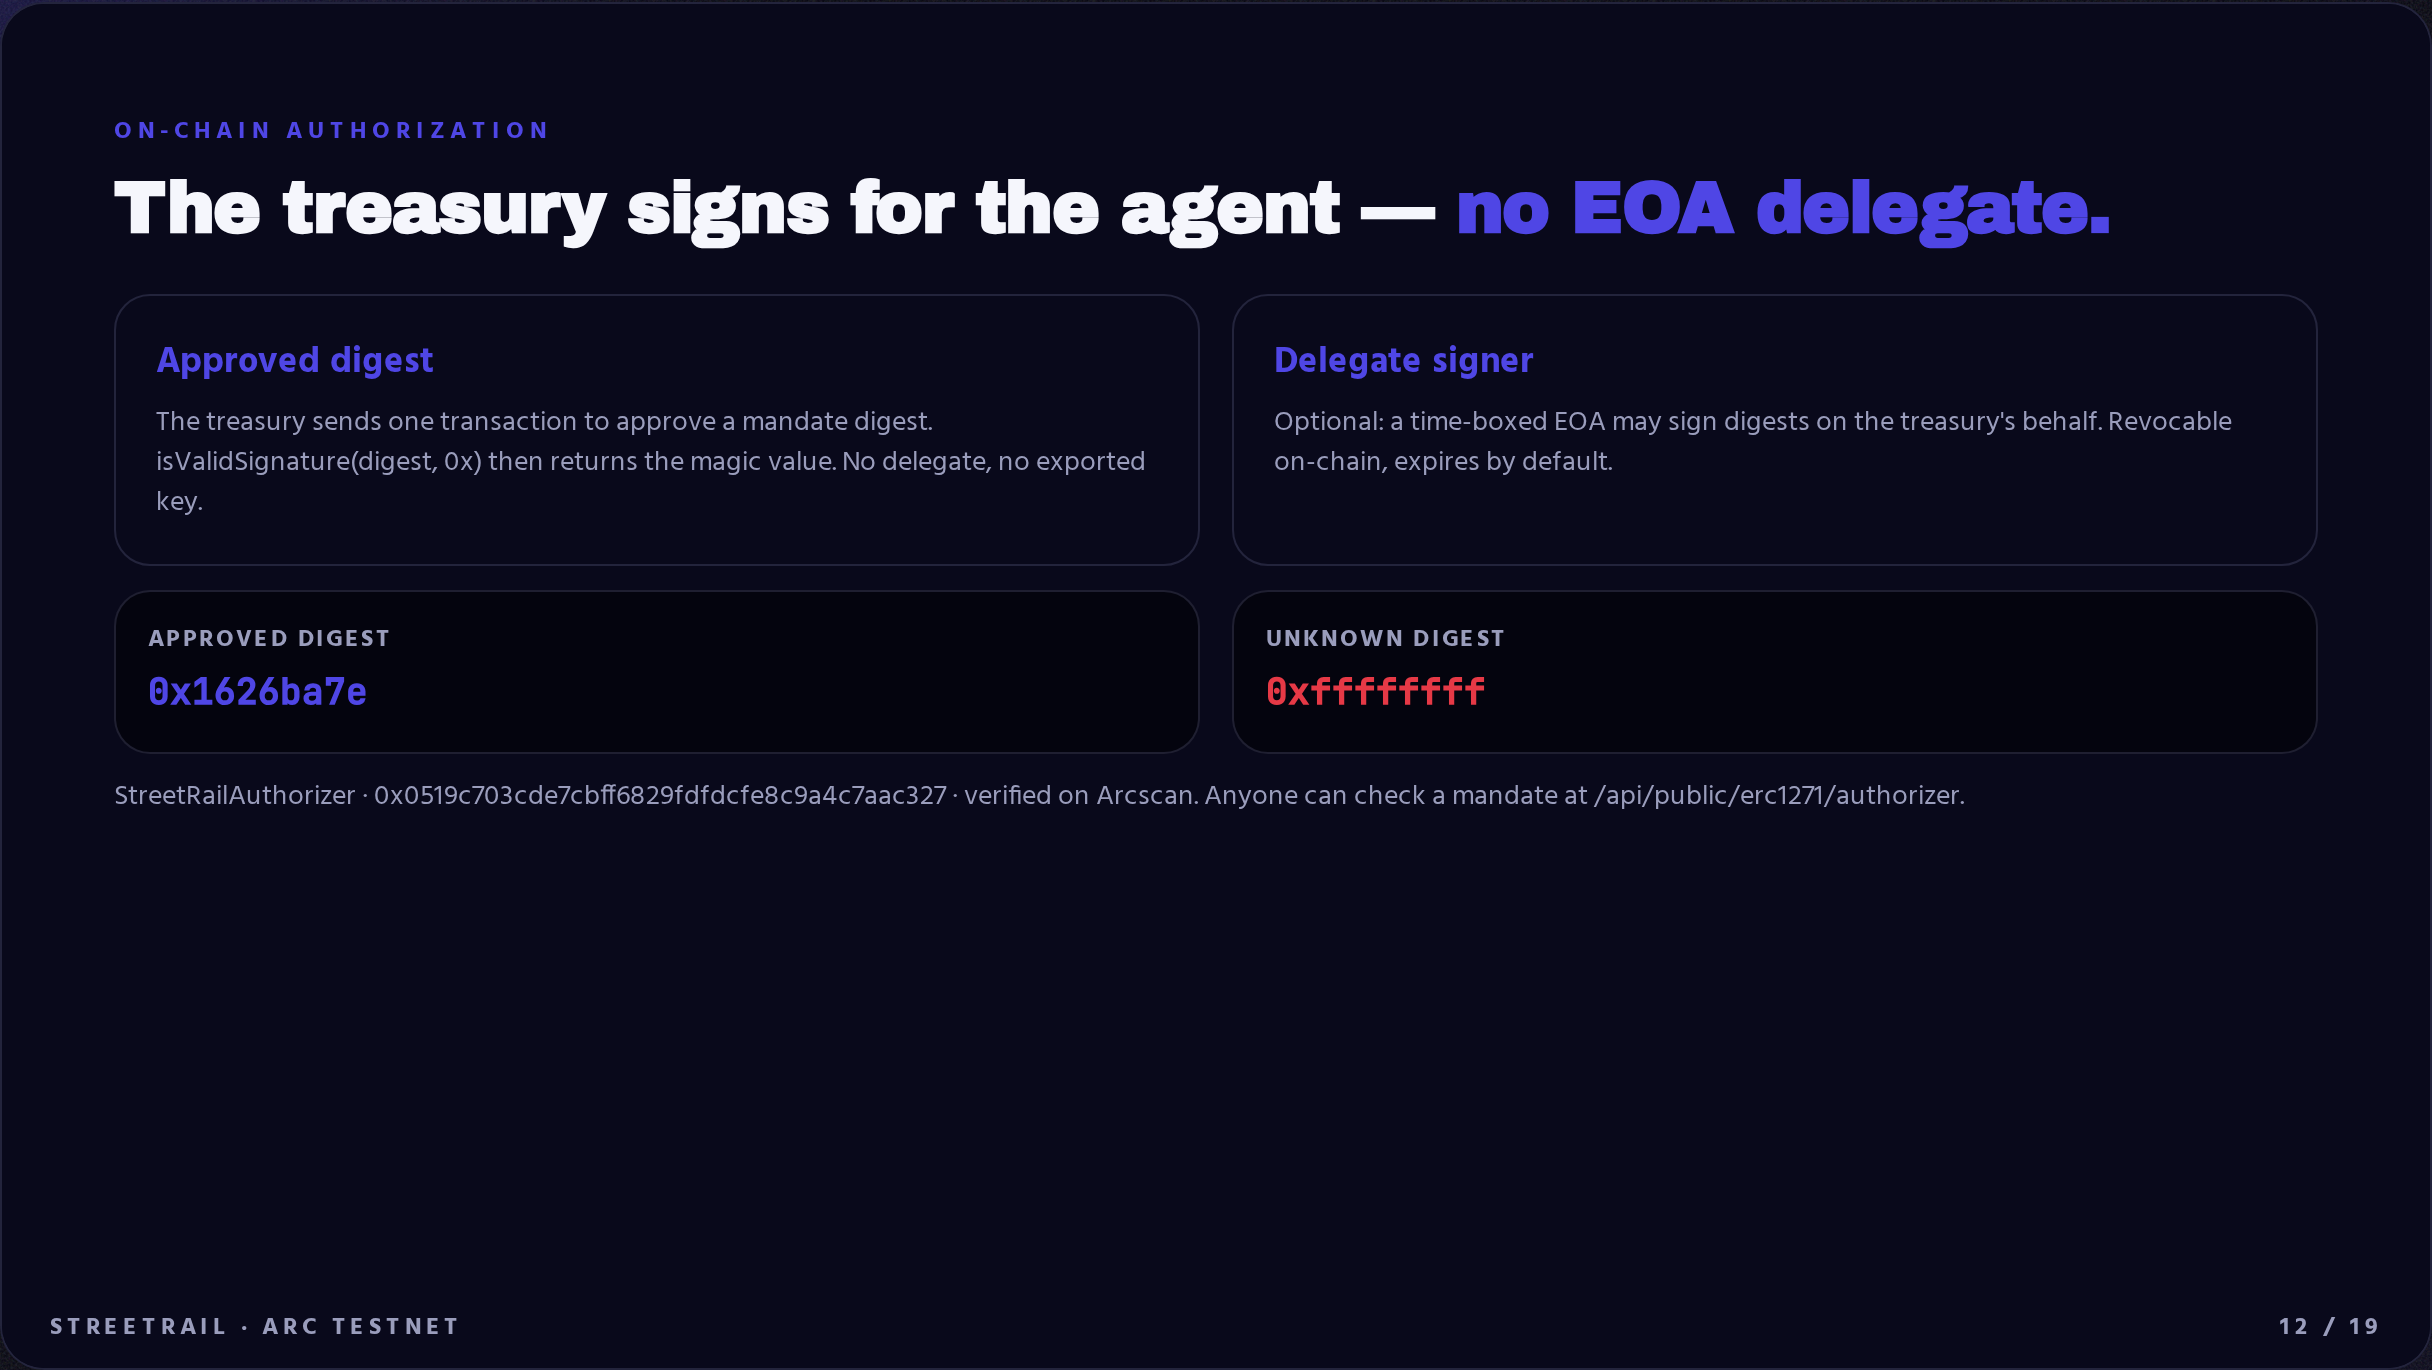 ON-CHAIN AUTHORIZATION
The treasury signs for the agent — no EOA delegate.
Approved digest
The treasury sends one transaction to approve a mandate digest.
isValidSignature(digest, 0x) then returns the magic value. No delegate, no exported
key.
Delegate signer
Optional: a time-boxed EOA may sign digests on the treasury's behalf. Revocable
on-chain, expires by default.
APPROVED DIGEST
0x1626ba7e
UNKNOWN DIGEST
0xffffffff
StreetRailAuthorizer · 0x0519c703cde7cbff6829fdfdcfe8c9a4c7aac327 · verified on Arcscan. Anyone can check a mandate at /api/public/erc1271/authorizer.
STREETRAIL · ARC TESTNET
12 / 19